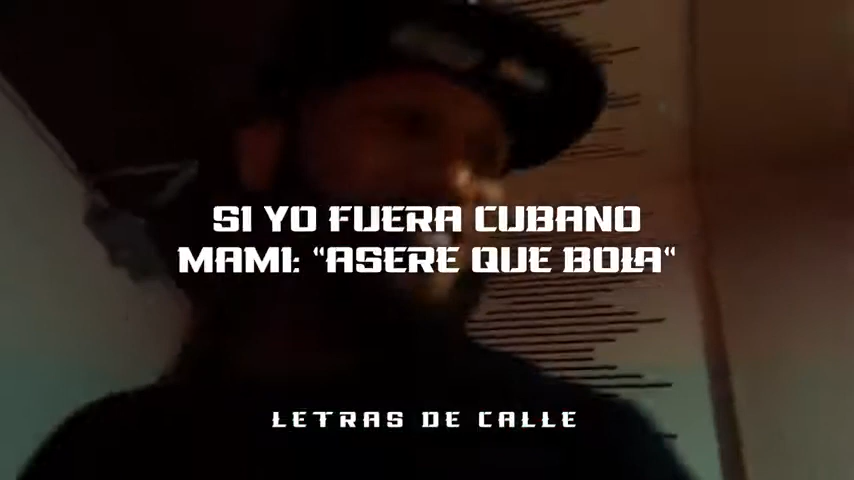 SI YO FUERA CUBANO
MAMI: "ASERE QUE BOLA"
LETRAS DE CALLE